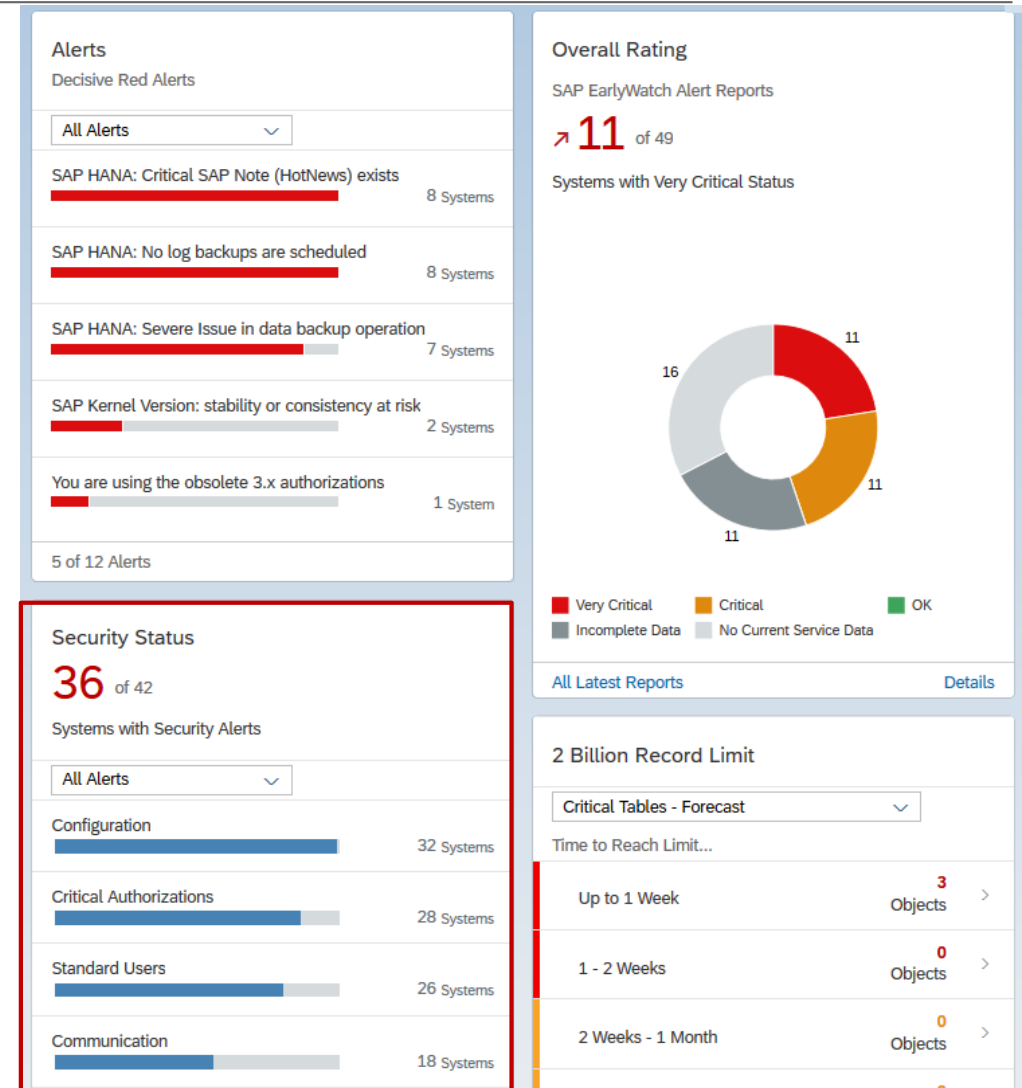 Alerts
Decisive Red Alerts
All Alerts
SAP HANA: Critical SAP Note (HotNews) exists
8 Systems
SAP HANA: No log backups are scheduled
8 Systems
SAP HANA: Severe Issue in data backup operation
7 Systems
SAP Kernel Version: stability or consistency at risk
2 Systems
You are using the obsolete 3.x authorizations
1 System
5 of 12 Alerts
Security Status
36 of 42
Systems with Security Alerts
All Alerts
Configuration
32 Systems
Critical Authorizations
28 Systems
Standard Users
26 Systems
Communication
18 Systems
Overall Rating
SAP EarlyWatch Alert Reports
11 of 49
Systems with Very Critical Status
11
16
11
11
Very Critical Critical OK
Incomplete Data No Current Service Data
All Latest Reports Details
2 Billion Record Limit
Critical Tables - Forecast
Time to Reach Limit...
Up to 1 Week
3
Objects
1 - 2 Weeks
0
Objects
2 Weeks - 1 Month
0
Objects